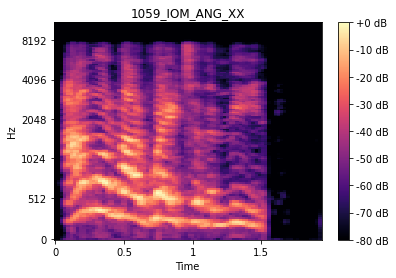 1059_IOM_ANG_XX
+0 dB
8192
-10 dB
4096
-20 dB
-30 dB
2048
Hz
-40 dB
1024
-50 dB
512
-60 dB
-70 dB
0
-80 dB
0 0.5 1 1.5
Time